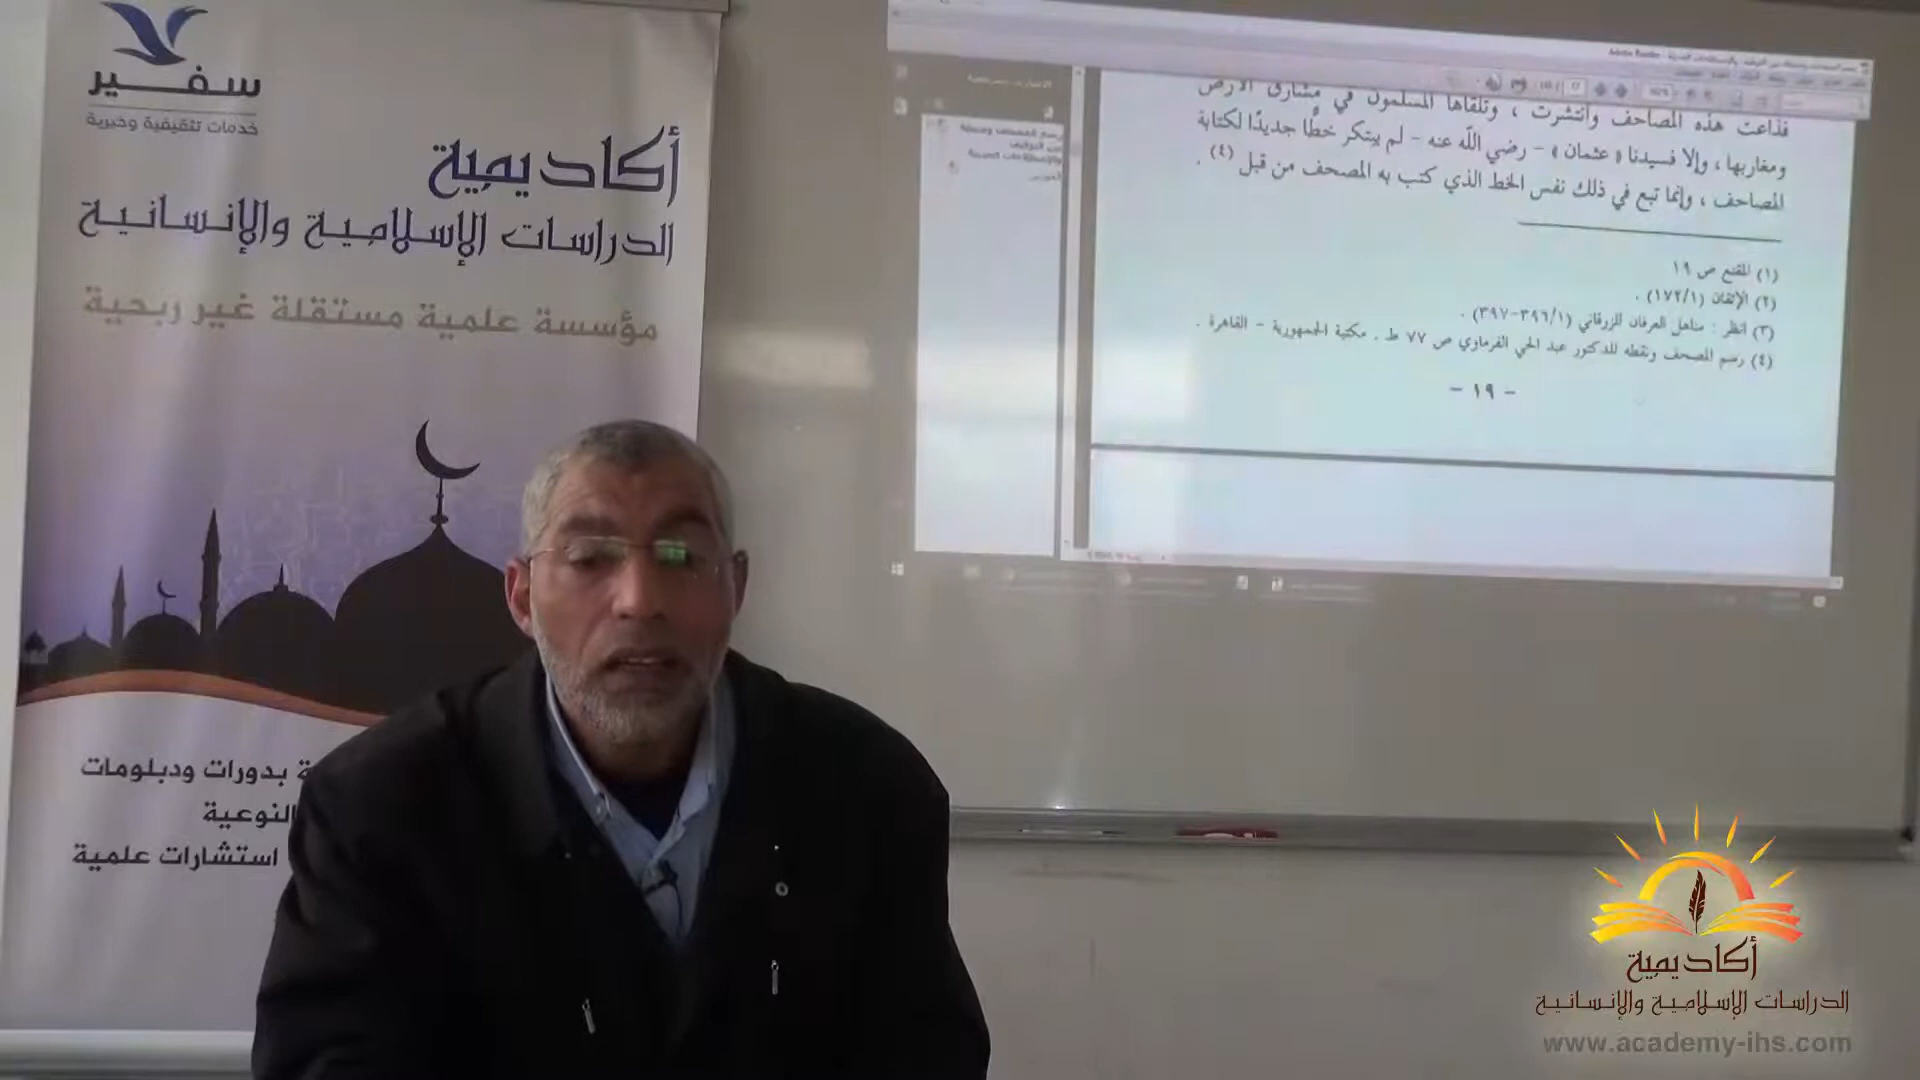 سفير
خدمات تثقيفية وخيرية
أكاديمية
الدراسات الإسلامية والإنسانية
مؤسسة علمية مستقلة غير ربحية
ة بدورات ودبلومات
النوعية
استشارات علمية
Adobe Reader
فذاعت هذه المصاحف وانتشرت ، وتلقاها المسلمون في مشارق الأرض
ومغاربها ، وإلا فسيدنا « عثمان » - رضي الله عنه - لم يبتكر خطًّا جديدًا لكتابة
المصاحف ، وإنما تبع في ذلك نفس الخط الذي كتب به المصحف من قبل (٤) .
(١) المقنع ص ١٩
(٢) الإتقان (١٧٢/١) .
(٣) انظر : مناهل العرفان للزرقاني (٣٩٦/١-٣٩٧) .
(٤) رسم المصحف ونقطه للدكتور عبد الحي الفرماوي ص ٧٧ ط . مكتبة الجمهورية - القاهرة .
- ١٩ -
أكاديمية
الدراسات الإسلامية والإنسانية
www.academy-ihs.com